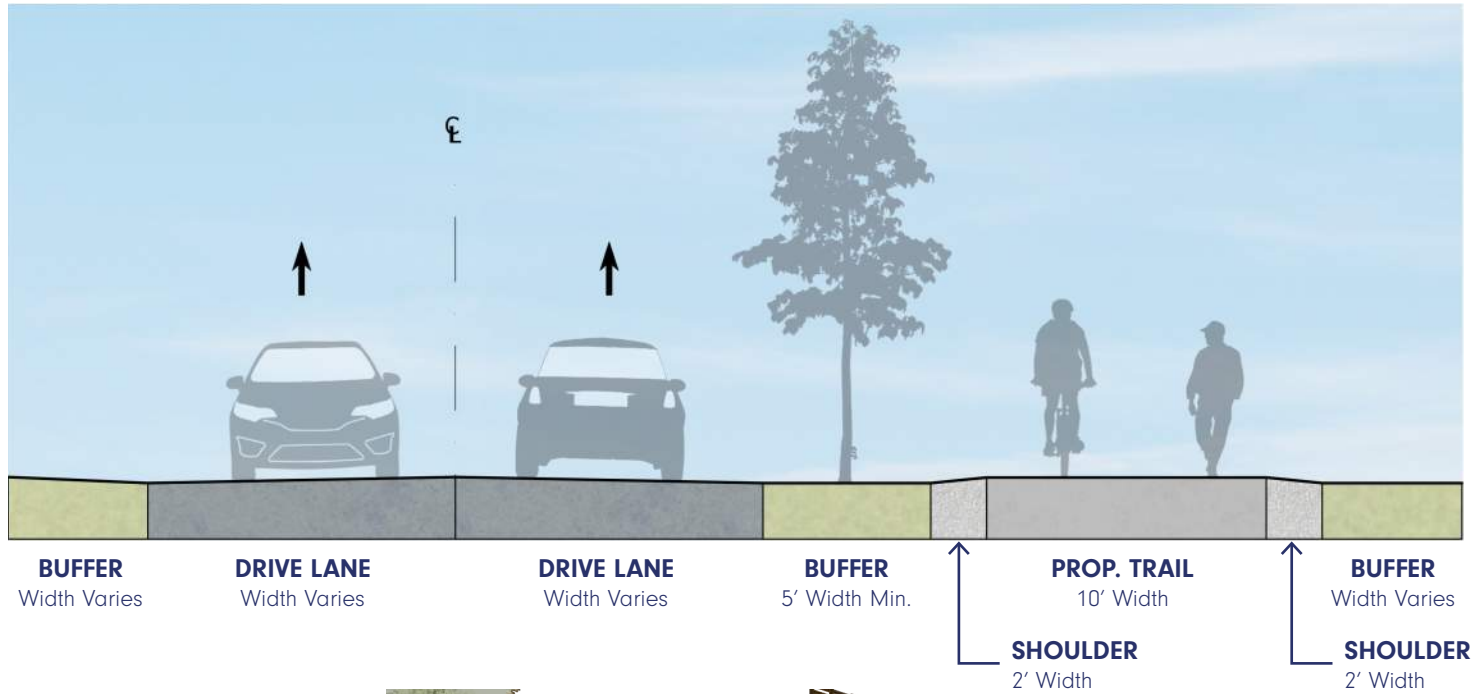 ℄
BUFFER
Width Varies
DRIVE LANE
Width Varies
DRIVE LANE
Width Varies
BUFFER
5’ Width Min.
PROP. TRAIL
10’ Width
BUFFER
Width Varies
SHOULDER
2’ Width
SHOULDER
2’ Width